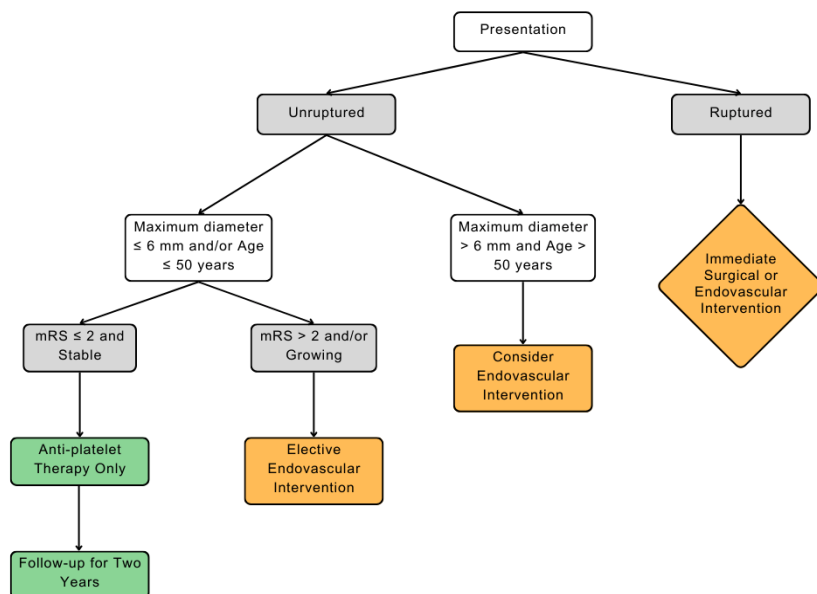 Presentation
Unruptured
Ruptured
Maximum diameter
≤ 6 mm and/or Age
≤ 50 years
Maximum diameter
> 6 mm and Age >
50 years
Immediate
Surgical or
Endovascular
Intervention
mRS ≤ 2 and
Stable
mRS > 2 and/or
Growing
Consider
Endovascular
Intervention
Anti-platelet
Therapy Only
Elective
Endovascular
Intervention
Follow-up for Two
Years